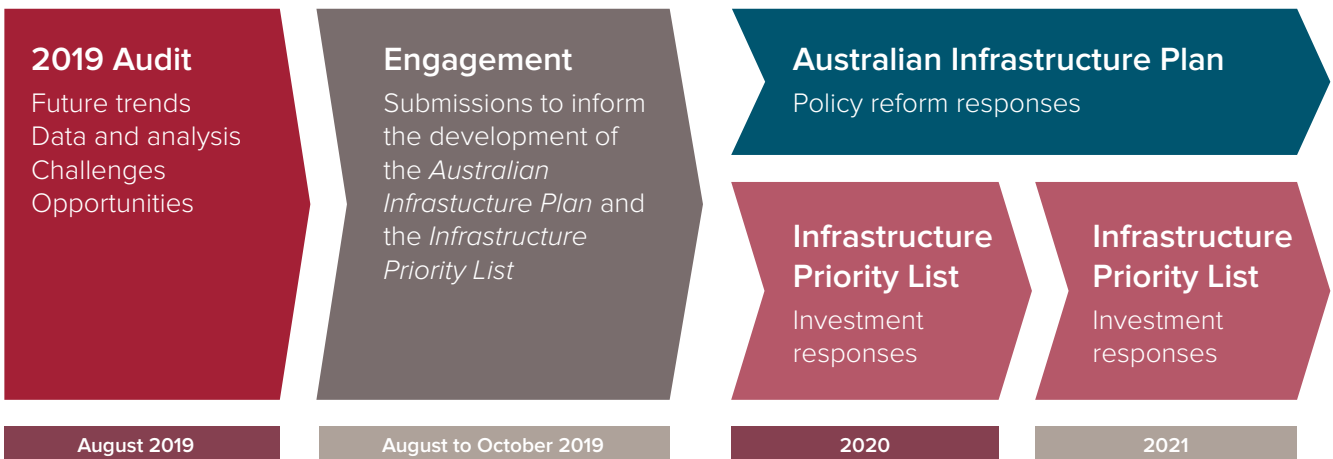 2019 Audit
Future trends
Data and analysis
Challenges
Opportunities
Engagement
Submissions to inform
the development of
the Australian
Infrastucture Plan and
the Infrastructure
Priority List
Australian Infrastructure Plan
Policy reform responses
Infrastructure
Priority List
Investment
responses
Infrastructure
Priority List
Investment
responses
August 2019
August to October 2019
2020
2021